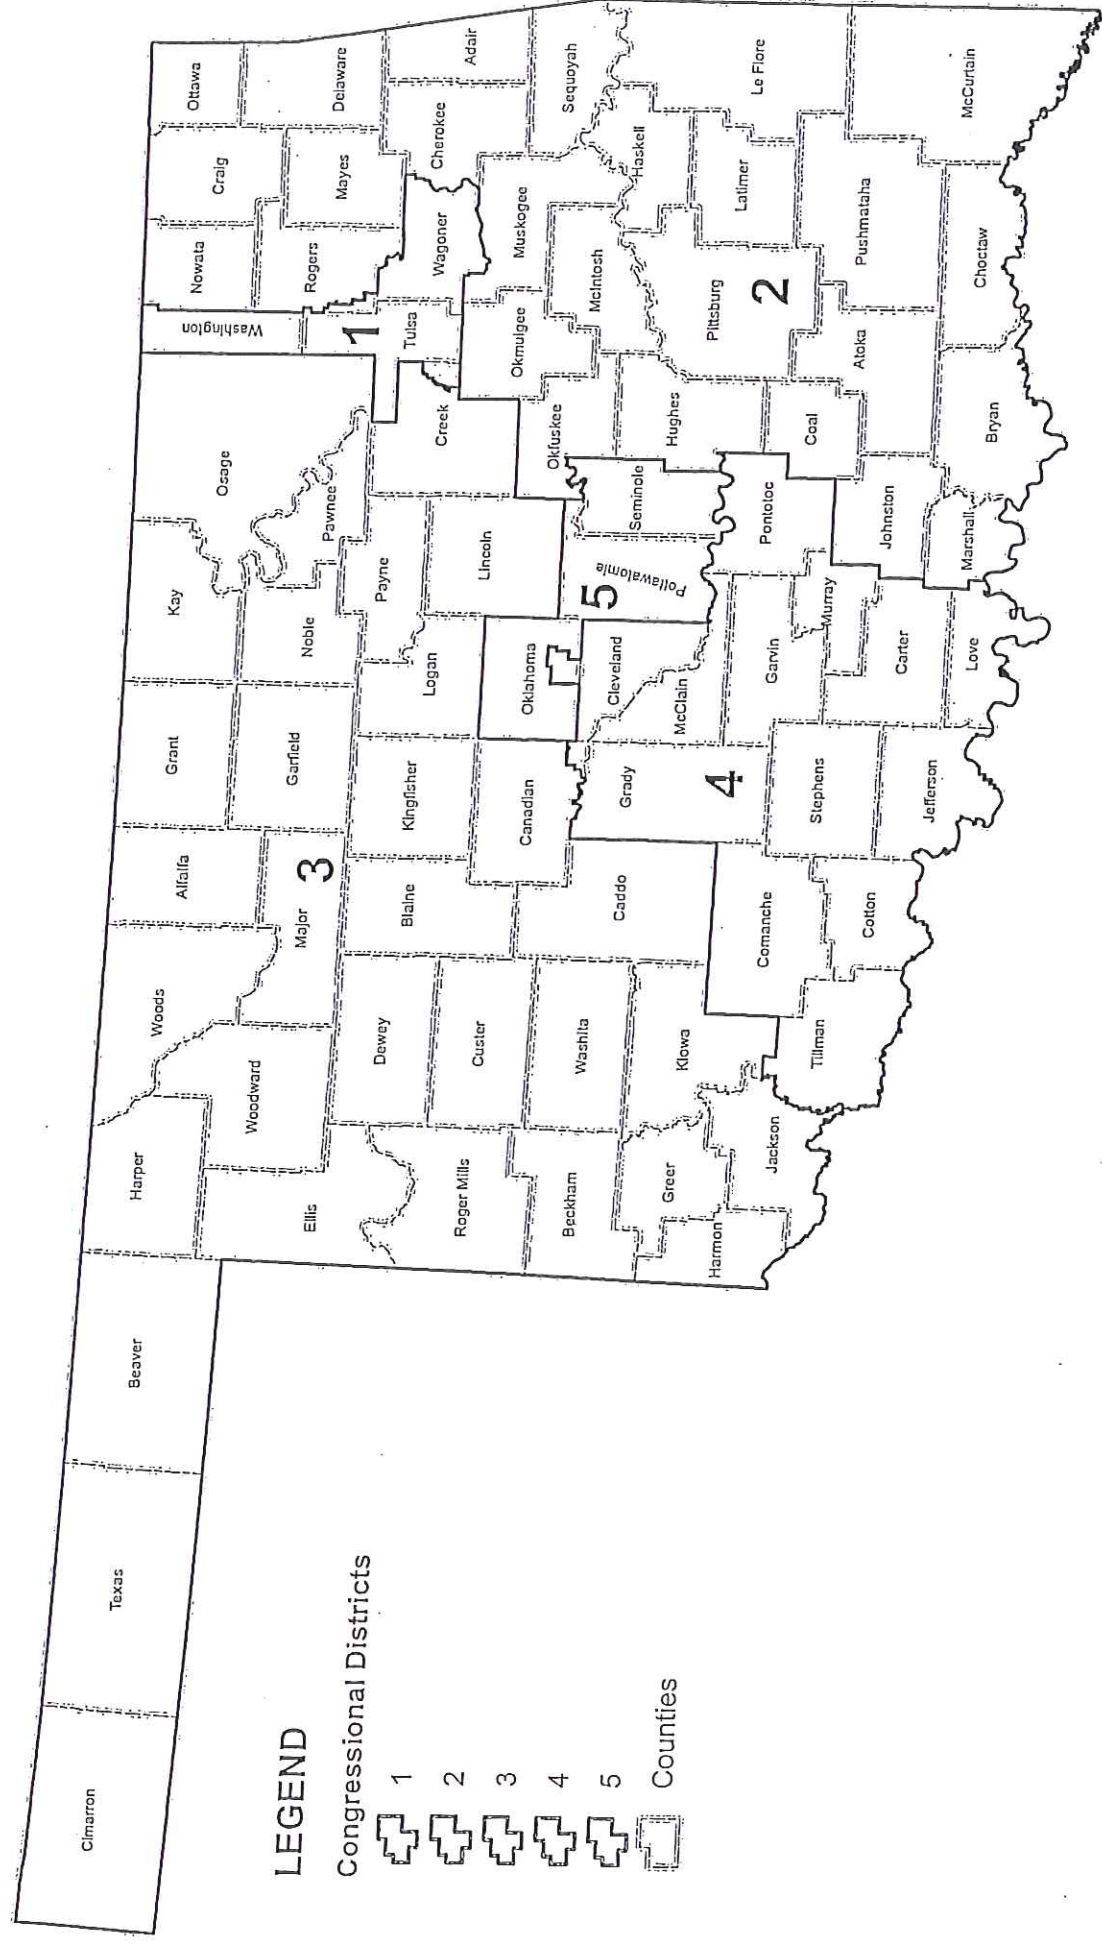 Cimarron
Texas
Beaver
Harper
Woods
Alfalfa
Grant
Kay
Osage
Washington
Nowata
Craig
Ottawa
Ellis
Woodward
Major
Garfield
Noble
Pawnee
Rogers
Mayes
Delaware
3
1
Tulsa
Roger Mills
Dewey
Blaine
Kingfisher
Logan
Payne
Creek
Wagoner
Cherokee
Adair
Custer
Canadian
Oklahoma
Lincoln
Okfuskee
Okmulgee
Muskogee
Sequoyah
Beckham
Washita
Caddo
Grady
Cleveland
5
Pottawatomie
Seminole
Hughes
McIntosh
Haskell
Greer
Kiowa
McClain
Pittsburg
Latimer
Le Flore
Harmon
Jackson
Comanche
4
Garvin
Pontotoc
Coal
2
Tillman
Cotton
Stephens
Murray
Johnston
Atoka
Pushmataha
McCurtain
Jefferson
Carter
Love
Marshall
Bryan
Choctaw
LEGEND
Congressional Districts
1
2
3
4
5
Counties